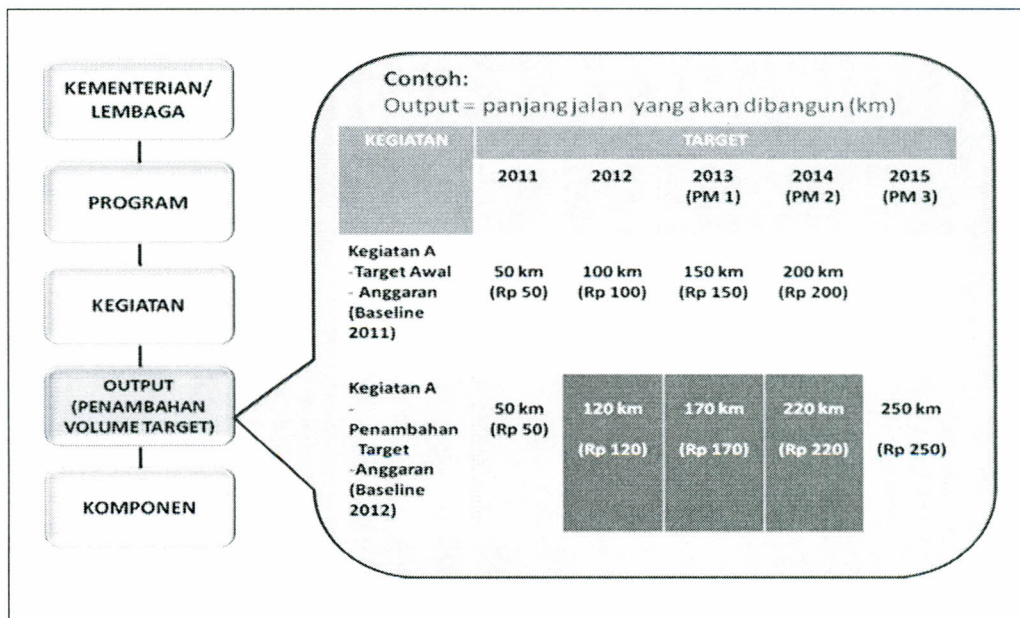 KEMENTERIAN/
LEMBAGA
PROGRAM
KEGIATAN
OUTPUT
(PENAMBAHAN
VOLUME TARGET)
KOMPONEN
Contoh:
Output = panjang jalan yang akan dibangun (km)
KEGIATAN TARGET
2011 2012 2013 2014 2015
(PM 1) (PM 2) (PM 3)
Kegiatan A
-Target Awal 50 km 100 km 150 km 200 km
- Anggaran (Rp 50) (Rp 100) (Rp 150) (Rp 200)
(Baseline
2011)
Kegiatan A
- 50 km 120 km 170 km 220 km 250 km
Penambahan (Rp 50)
Target (Rp 120) (Rp 170) (Rp 220) (Rp 250)
-Anggaran
(Baseline
2012)